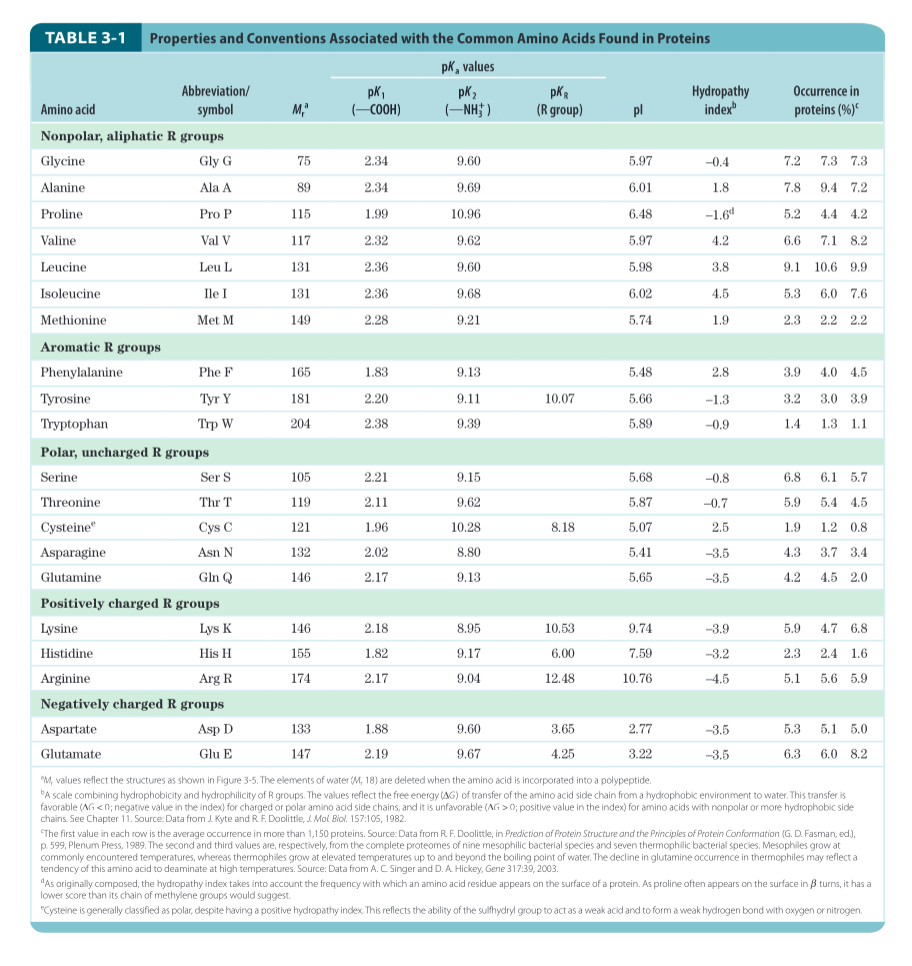 TABLE 3-1 Properties and Conventions Associated with the Common Amino Acids Found in Proteins
pKa values
Abbreviation/ pK1 pK2 pKR Hydropathy Occurrence in
Amino acid symbol Mrᵃ (—COOH) (—NH3+) (R group) pI indexᵇ proteins (%)ᶜ
Nonpolar, aliphatic R groups
Glycine Gly G 75 2.34 9.60 5.97 –0.4 7.2 7.3 7.3
Alanine Ala A 89 2.34 9.69 6.01 1.8 7.8 9.4 7.2
Proline Pro P 115 1.99 10.96 6.48 –1.6ᵈ 5.2 4.4 4.2
Valine Val V 117 2.32 9.62 5.97 4.2 6.6 7.1 8.2
Leucine Leu L 131 2.36 9.60 5.98 3.8 9.1 10.6 9.9
Isoleucine Ile I 131 2.36 9.68 6.02 4.5 5.3 6.0 7.6
Methionine Met M 149 2.28 9.21 5.74 1.9 2.3 2.2 2.2
Aromatic R groups
Phenylalanine Phe F 165 1.83 9.13 5.48 2.8 3.9 4.0 4.5
Tyrosine Tyr Y 181 2.20 9.11 10.07 5.66 –1.3 3.2 3.0 3.9
Tryptophan Trp W 204 2.38 9.39 5.89 –0.9 1.4 1.3 1.1
Polar, uncharged R groups
Serine Ser S 105 2.21 9.15 5.68 –0.8 6.8 6.1 5.7
Threonine Thr T 119 2.11 9.62 5.87 –0.7 5.9 5.4 4.5
Cysteineᵉ Cys C 121 1.96 10.28 8.18 5.07 2.5 1.9 1.2 0.8
Asparagine Asn N 132 2.02 8.80 5.41 –3.5 4.3 3.7 3.4
Glutamine Gln Q 146 2.17 9.13 5.65 –3.5 4.2 4.5 2.0
Positively charged R groups
Lysine Lys K 146 2.18 8.95 10.53 9.74 –3.9 5.9 4.7 6.8
Histidine His H 155 1.82 9.17 6.00 7.59 –3.2 2.3 2.4 1.6
Arginine Arg R 174 2.17 9.04 12.48 10.76 –4.5 5.1 5.6 5.9
Negatively charged R groups
Aspartate Asp D 133 1.88 9.60 3.65 2.77 –3.5 5.3 5.1 5.0
Glutamate Glu E 147 2.19 9.67 4.25 3.22 –3.5 6.3 6.0 8.2
ᵃMr values reflect the structures as shown in Figure 3-5. The elements of water (Mr 18) are deleted when the amino acid is incorporated into a polypeptide.
ᵇA scale combining hydrophobicity and hydrophilicity of R groups. The values reflect the free energy (ΔG) of transfer of the amino acid side chain from a hydrophobic environment to water. This transfer is
favorable (ΔG < 0; negative value in the index) for charged or polar amino acid side chains, and it is unfavorable (ΔG > 0; positive value in the index) for amino acids with nonpolar or more hydrophobic side
chains. See Chapter 11. Source: Data from J. Kyte and R. F. Doolittle, J. Mol. Biol. 157:105, 1982.
ᶜThe first value in each row is the average occurrence in more than 1,150 proteins. Source: Data from R. F. Doolittle, in Prediction of Protein Structure and the Principles of Protein Conformation (G. D. Fasman, ed.),
p. 599, Plenum Press, 1989. The second and third values are, respectively, from the complete proteomes of nine mesophilic bacterial species and seven thermophilic bacterial species. Mesophiles grow at
commonly encountered temperatures, whereas thermophiles grow at elevated temperatures up to and beyond the boiling point of water. The decline in glutamine occurrence in thermophiles may reflect a
tendency of this amino acid to deaminate at high temperatures. Source: Data from A. C. Singer and D. A. Hickey, Gene 317:39, 2003.
ᵈAs originally composed, the hydropathy index takes into account the frequency with which an amino acid residue appears on the surface of a protein. As proline often appears on the surface in β turns, it has a
lower score than its chain of methylene groups would suggest.
ᵉCysteine is generally classified as polar, despite having a positive hydropathy index. This reflects the ability of the sulfhydryl group to act as a weak acid and to form a weak hydrogen bond with oxygen or nitrogen.